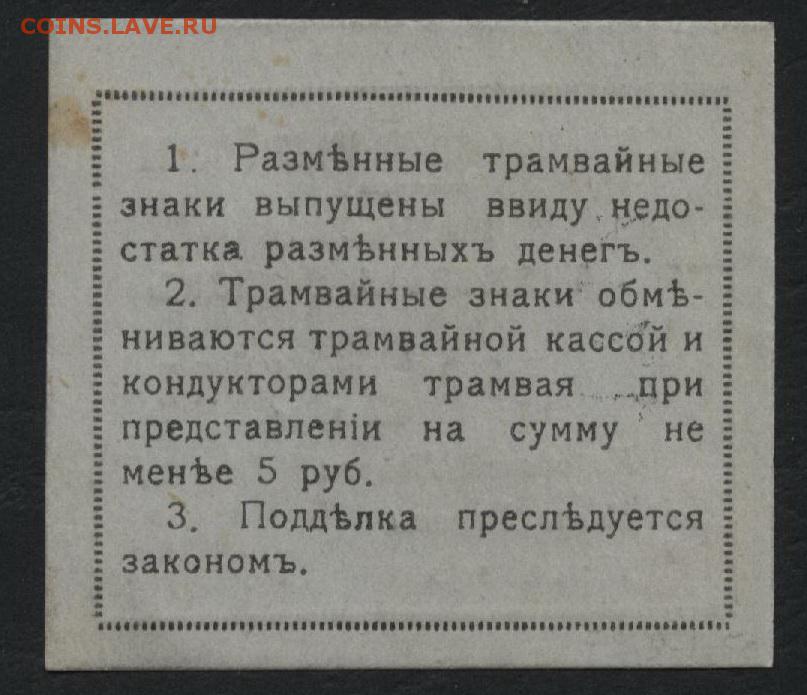 COINS.LAVE.RU
1. Размѣнные трамвайные
знаки выпущены ввиду недо-
статка размѣнныхъ денегъ.
2. Трамвайные знаки обмѣ-
ниваются трамвайной кассой и
кондукторами трамвая при
представленіи на сумму не
менѣе 5 руб.
3. Поддѣлка преслѣдуется
закономъ.